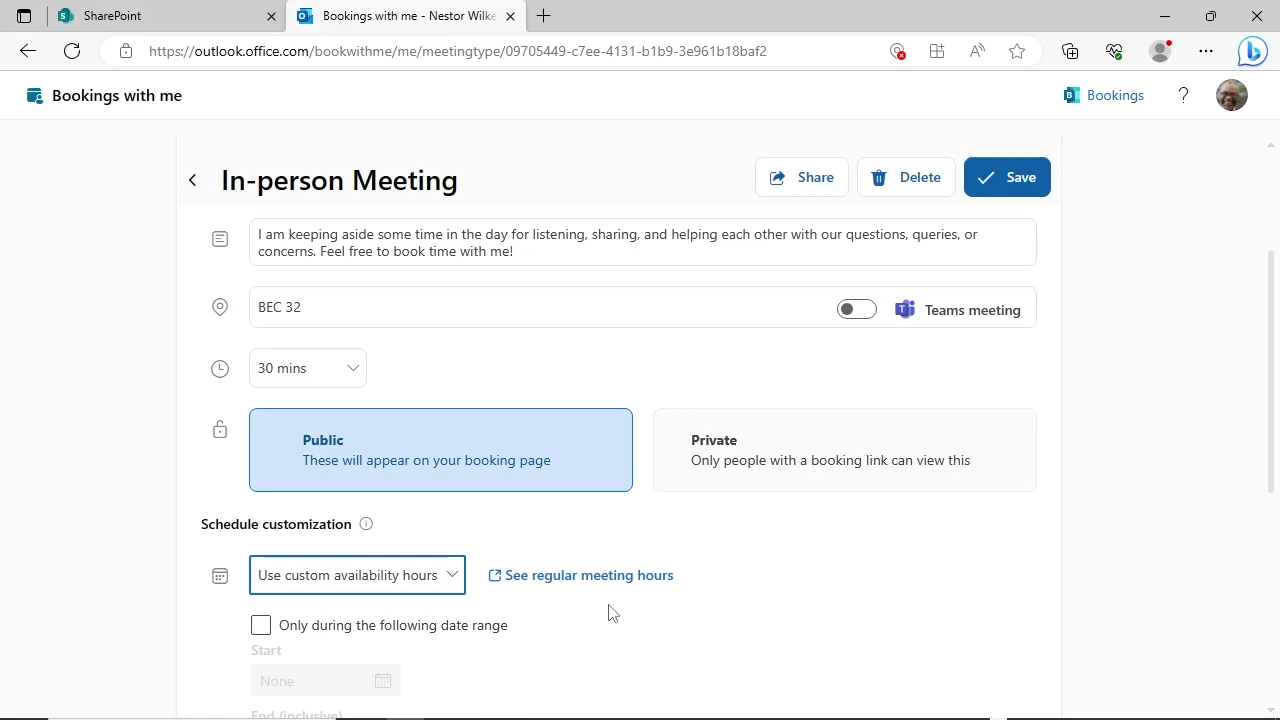 SharePoint
Bookings with me - Nestor Wilke
https://outlook.office.com/bookwithme/me/meetingtype/09705449-c7ee-4131-b1b9-3e961b18baf2
Bookings with me
Bookings
?
In-person Meeting
Share
Delete
Save
I am keeping aside some time in the day for listening, sharing, and helping each other with our questions, queries, or
concerns. Feel free to book time with me!
BEC 32
Teams meeting
30 mins
Public
These will appear on your booking page
Private
Only people with a booking link can view this
Schedule customization
Use custom availability hours
See regular meeting hours
Only during the following date range
Start
None
End (inclusive)